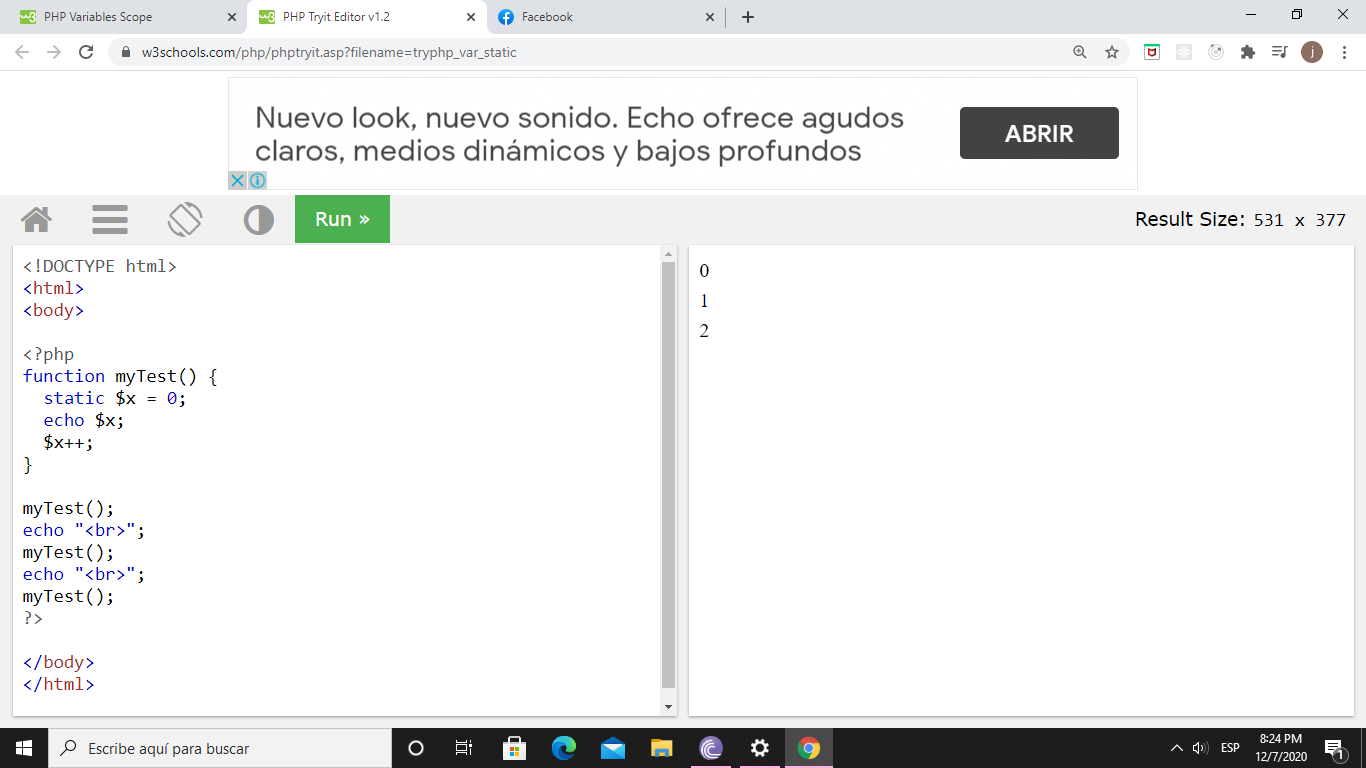 PHP Variables Scope
PHP Tryit Editor v1.2
Facebook
w3schools.com/php/phptryit.asp?filename=tryphp_var_static
j
Nuevo look, nuevo sonido. Echo ofrece agudos
claros, medios dinámicos y bajos profundos
ABRIR
Run »
Result Size: 531 x 377
<!DOCTYPE html>
<html>
<body>

<?php
function myTest() {
  static $x = 0;
  echo $x;
  $x++;
}

myTest();
echo "<br>";
myTest();
echo "<br>";
myTest();
?>

</body>
</html>
0
1
2
Escribe aquí para buscar
ESP
8:24 PM
12/7/2020
1